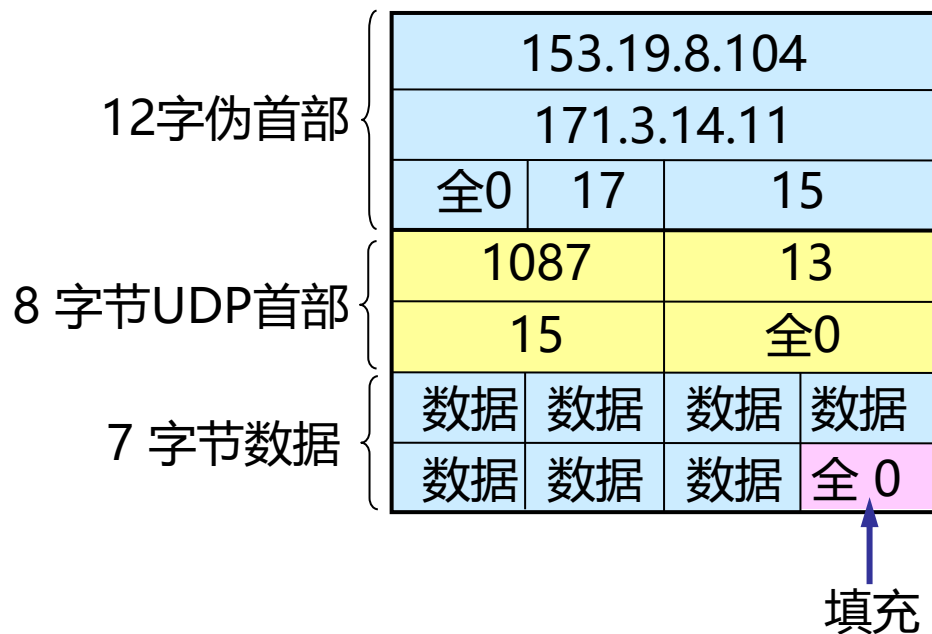 153.19.8.104
12字伪首部
171.3.14.11
全0 17 15
1087 13
8 字节UDP首部
15 全0
数据 数据 数据 数据
7 字节数据
数据 数据 数据 全 0
填充